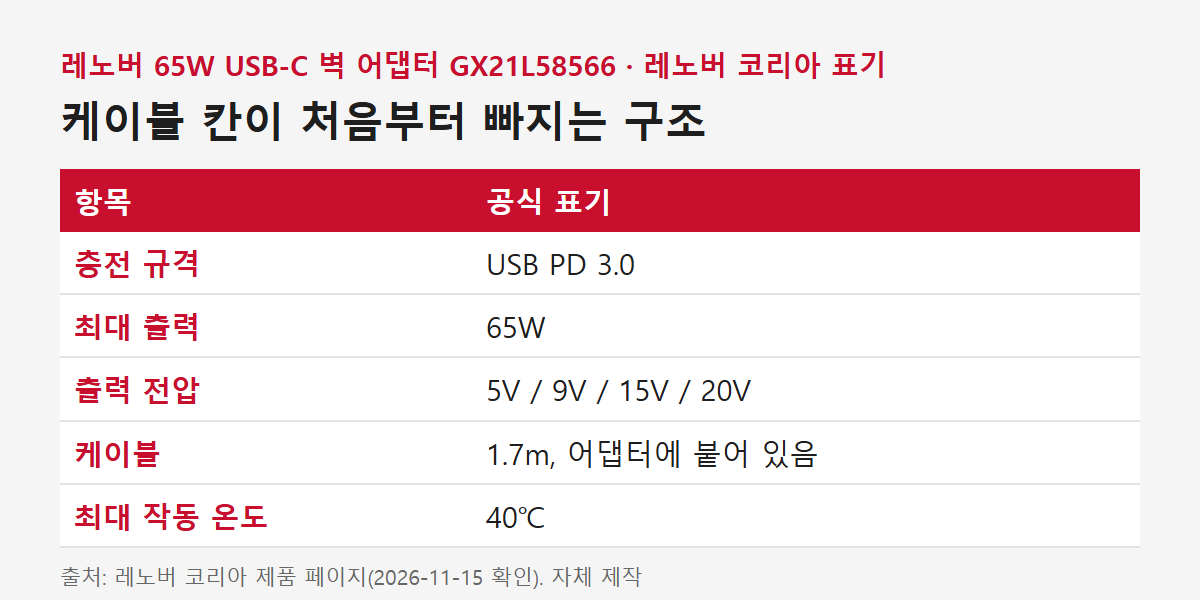 레노버 65W USB-C 벽 어댑터 GX21L58566 · 레노버 코리아 표기
케이블 칸이 처음부터 빠지는 구조
항목 공식 표기
충전 규격 USB PD 3.0
최대 출력 65W
출력 전압 5V / 9V / 15V / 20V
케이블 1.7m, 어댑터에 붙어 있음
최대 작동 온도 40℃
출처: 레노버 코리아 제품 페이지(2026-11-15 확인). 자체 제작